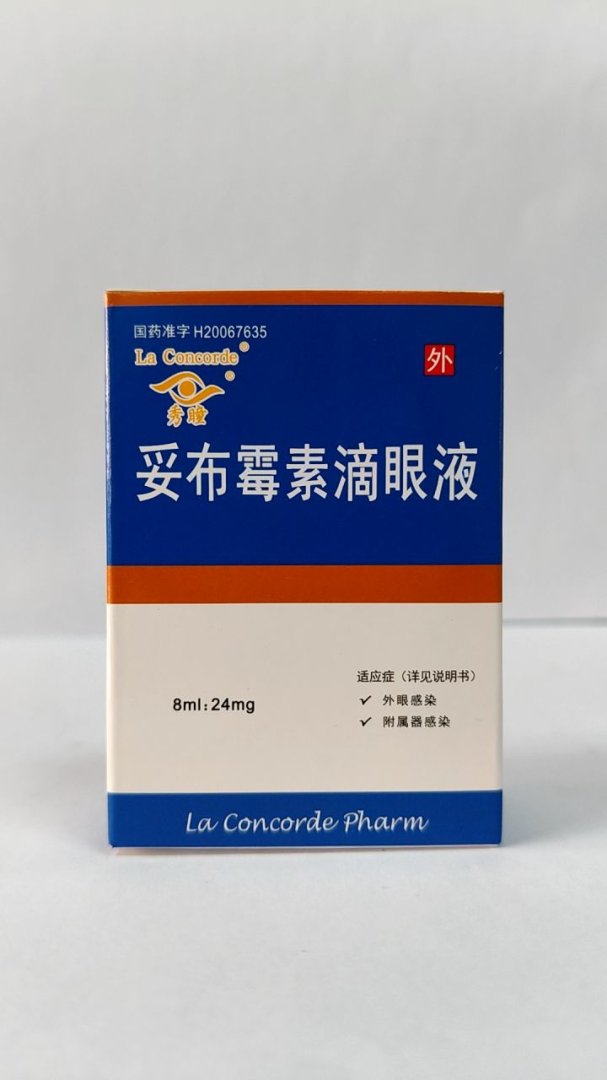 国药准字 H20067635
La Concorde®
外
®
秀瞳
妥布霉素滴眼液
适应症（详见说明书）
8ml:24mg
✓ 外眼感染
✓ 附属器感染
La Concorde Pharm